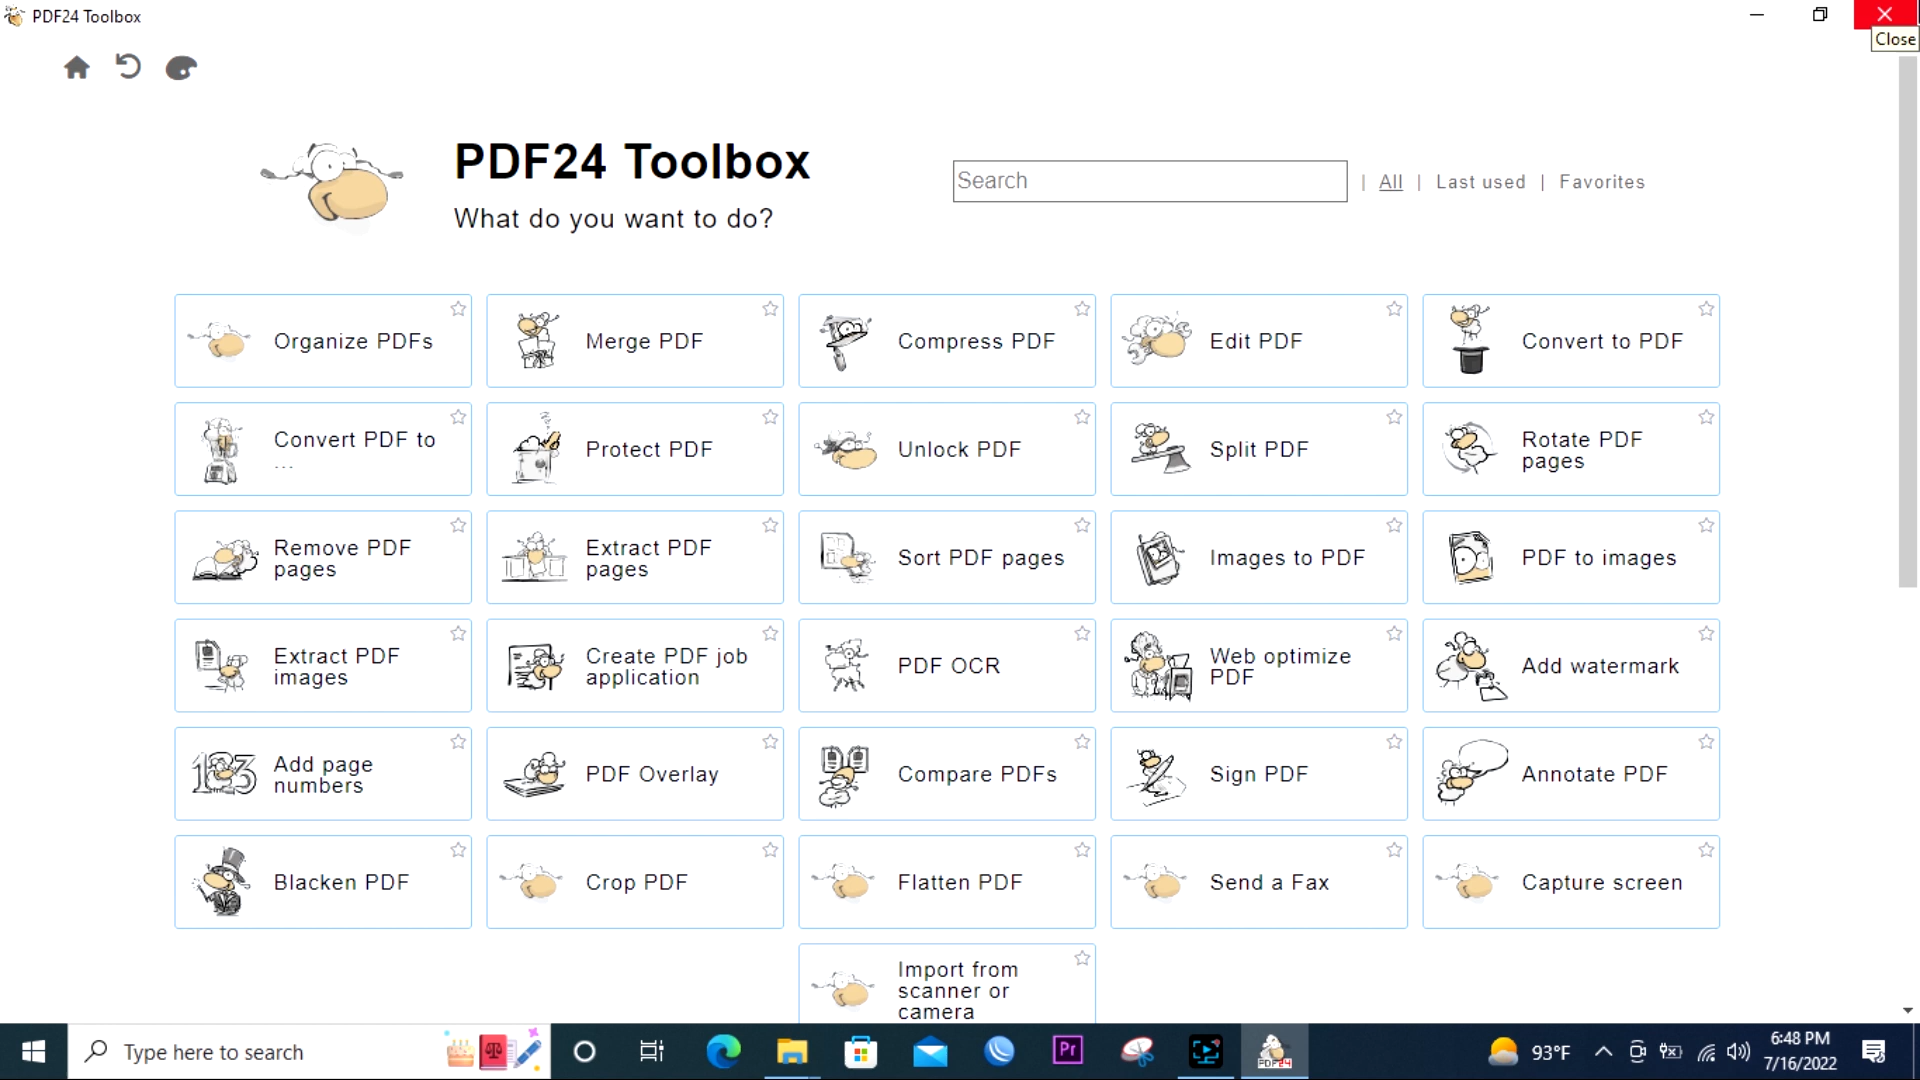 PDF24 Toolbox
Close
PDF24 Toolbox
What do you want to do?
Search | All | Last used | Favorites
Organize PDFs
Merge PDF
Compress PDF
Edit PDF
Convert to PDF
Convert PDF to
...
Protect PDF
Unlock PDF
Split PDF
Rotate PDF
pages
Remove PDF
pages
Extract PDF
pages
Sort PDF pages
Images to PDF
PDF to images
Extract PDF
images
Create PDF job
application
PDF OCR
Web optimize
PDF
Add watermark
123
Add page
numbers
PDF Overlay
Compare PDFs
Sign PDF
Annotate PDF
Blacken PDF
Crop PDF
Flatten PDF
Send a Fax
Capture screen
Import from
scanner or
camera
Type here to search
Pr
PDF24
93°F
6:48 PM
7/16/2022